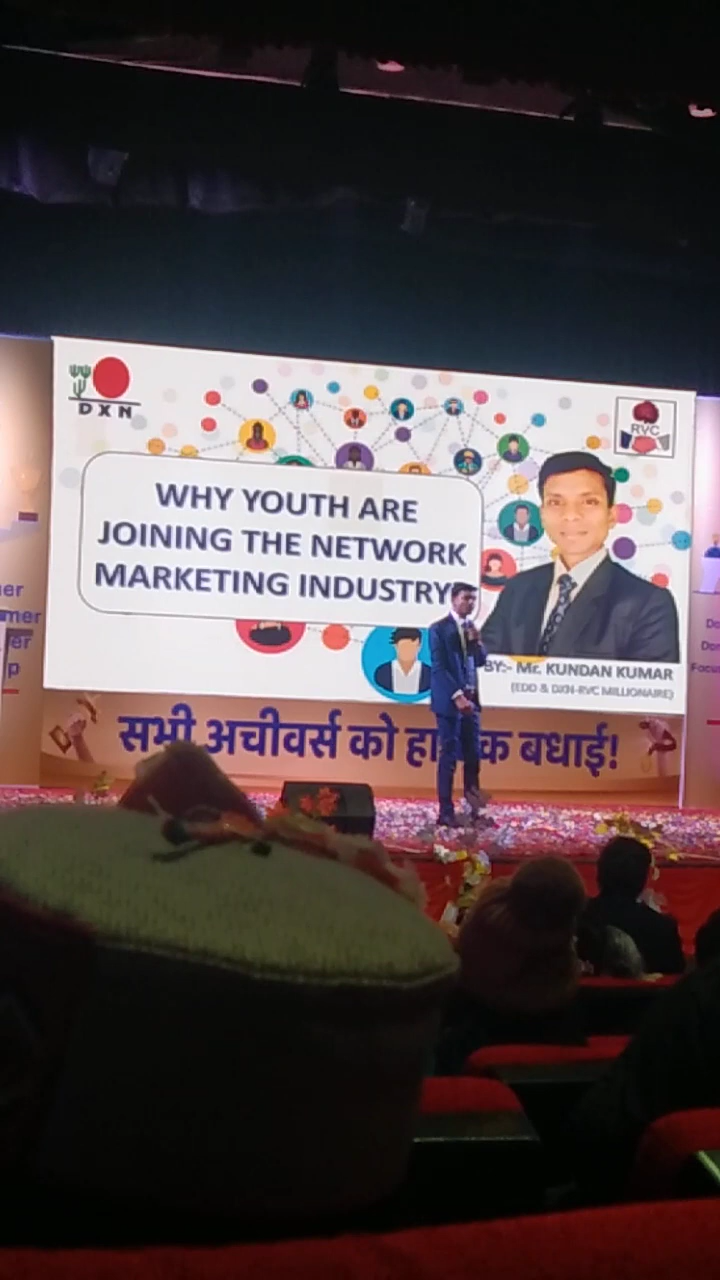 DXN
RVC
WHY YOUTH ARE
JOINING THE NETWORK
MARKETING INDUSTRY
BY:- Mr. KUNDAN KUMAR
(EDD & DXN-RVC MILLIONAIRE)
सभी अचीवर्स को बधाई!